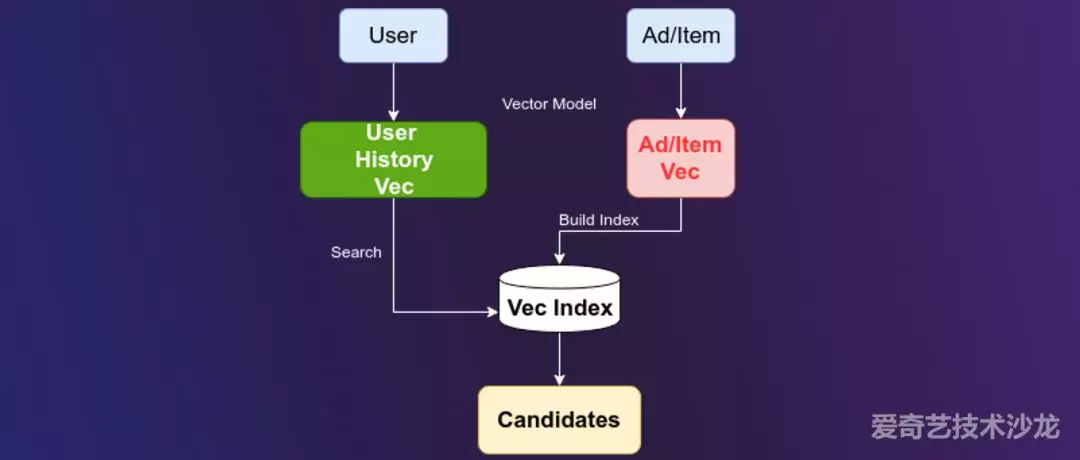 User
Ad/Item
Vector Model
User
History
Vec
Ad/Item
Vec
Build Index
Search
Vec Index
Candidates
爱奇艺技术沙龙